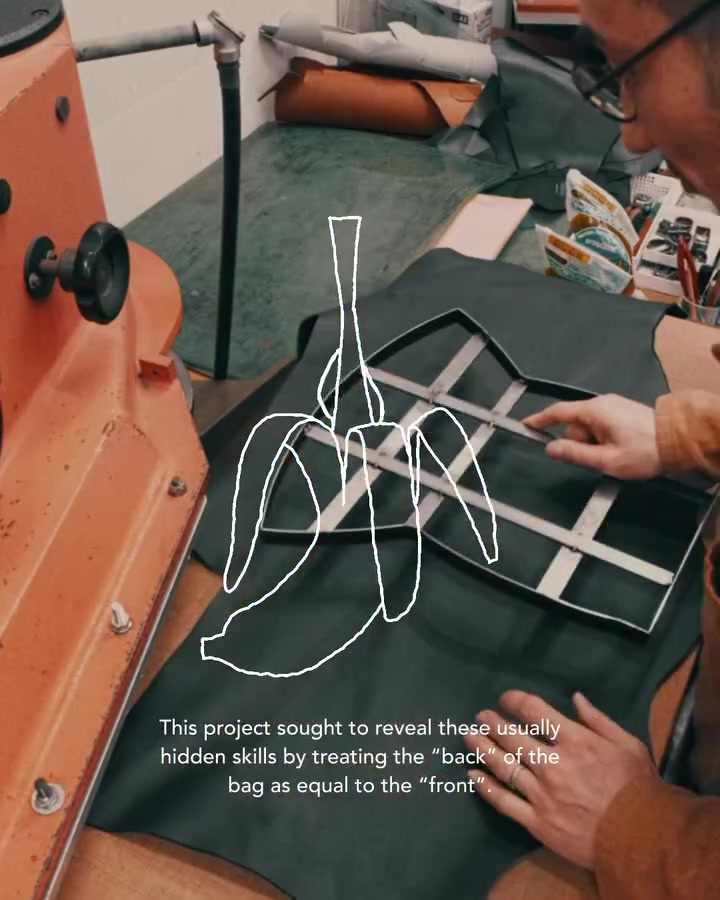 This project sought to reveal these usually
hidden skills by treating the “back” of the
bag as equal to the “front”.